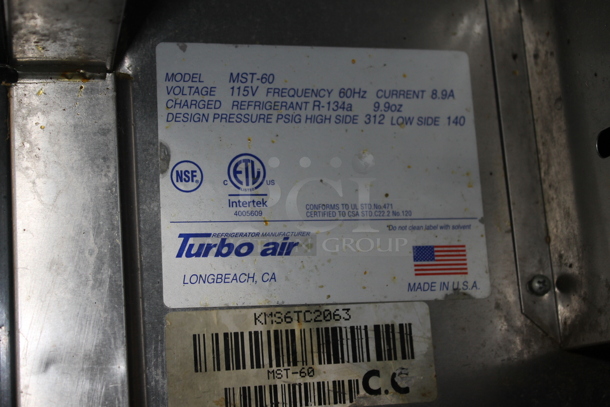 MODEL MST-60
VOLTAGE 115V FREQUENCY 60Hz CURRENT 8.9A
CHARGED REFRIGERANT R-134a 9.9oz
DESIGN PRESSURE PSIG HIGH SIDE 312 LOW SIDE 140
NSF.
C ETL US
Intertek
4005609
CONFORMS TO UL STD.No.471
CERTIFIED TO CSA STD.C22.2 No.120
REFRIGERATOR MANUFACTURER
Turbo air
*Do not clean label with solvent
GROUP
LONGBEACH, CA
MADE IN U.S.A.
KMS6TC2063
MST-60
C.C